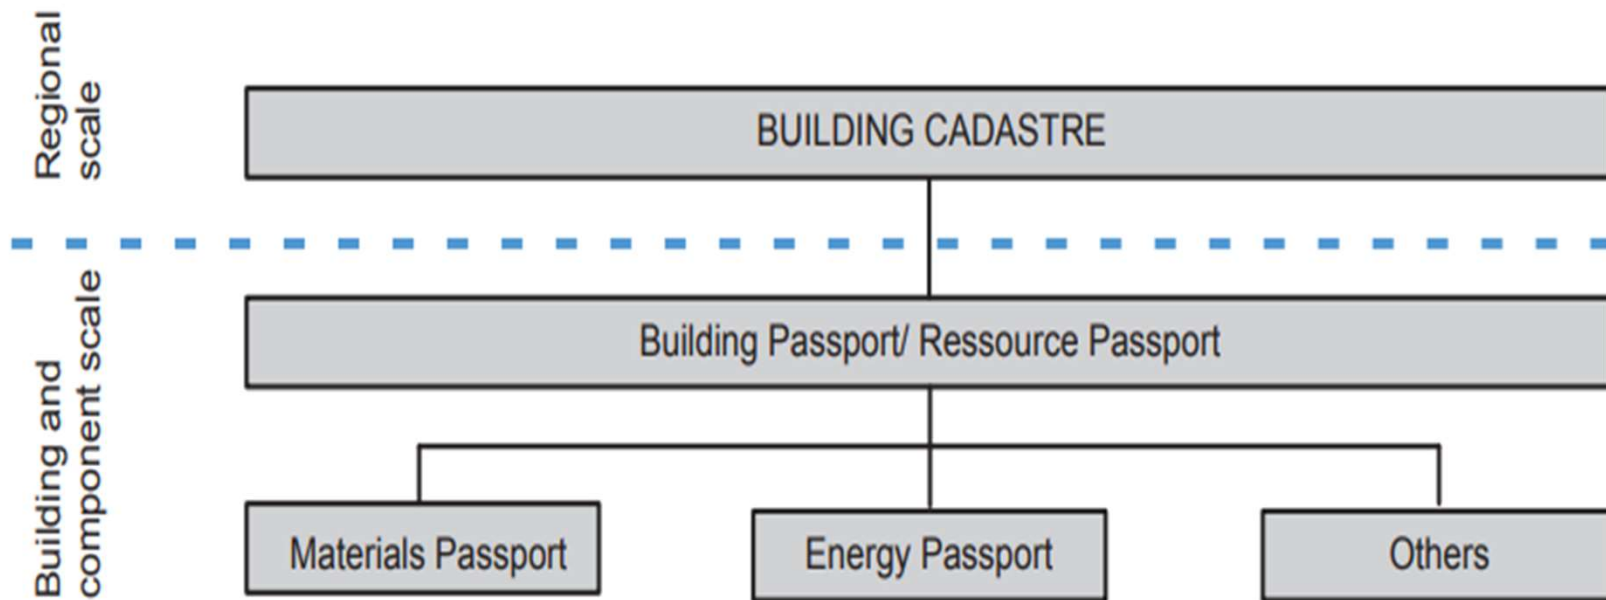 Regional
scale
BUILDING CADASTRE
Building and
component scale
Building Passport/ Ressource Passport
Materials Passport
Energy Passport
Others